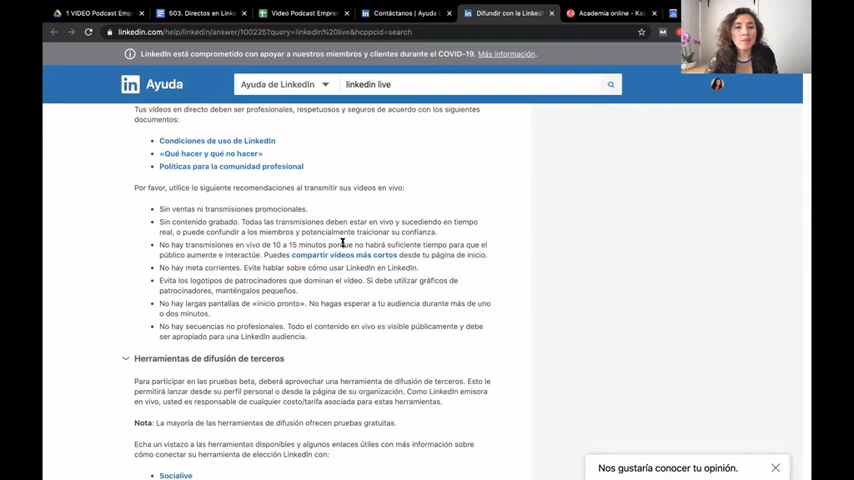 1 VIDEO Podcast Empr
503. Directos en Linke
Video Podcast Empren
Contáctanos | Ayuda L
Difundir con la LinkedIn
Academia online - Kat
linkedin.com/help/linkedin/answer/100225?query=linkedin%20live&hcppcid=search
LinkedIn está comprometido con apoyar a nuestros miembros y clientes durante el COVID-19. Más información.
in Ayuda
Ayuda de LinkedIn
linkedin live
Tus vídeos en directo deben ser profesionales, respetuosos y seguros de acuerdo con los siguientes
documentos:
• Condiciones de uso de LinkedIn
• «Qué hacer y qué no hacer»
• Políticas para la comunidad profesional
Por favor, utilice lo siguiente recomendaciones al transmitir sus videos en vivo:
• Sin ventas ni transmisiones promocionales.
• Sin contenido grabado. Todas las transmisiones deben estar en vivo y sucediendo en tiempo
real, o puede confundir a los miembros y potencialmente traicionar su confianza.
• No hay transmisiones en vivo de 10 a 15 minutos porque no habrá suficiente tiempo para que el
público aumente e interactúe. Puedes compartir vídeos más cortos desde tu página de inicio.
• No hay meta corrientes. Evite hablar sobre cómo usar LinkedIn en LinkedIn.
• Evita los logotipos de patrocinadores que dominan el vídeo. Si debe utilizar gráficos de
patrocinadores, manténgalos pequeños.
• No hay largas pantallas de «inicio pronto». No hagas esperar a tu audiencia durante más de uno
o dos minutos.
• No hay secuencias no profesionales. Todo el contenido en vivo es visible públicamente y debe
ser apropiado para una LinkedIn audiencia.
Herramientas de difusión de terceros
Para participar en las pruebas beta, deberá aprovechar una herramienta de difusión de terceros. Esto le
permitirá lanzar desde su perfil personal o desde la página de su organización. Como LinkedIn emisora
en vivo, usted es responsable de cualquier costo/tarifa asociada para estas herramientas.
Nota: La mayoría de las herramientas de difusión ofrecen pruebas gratuitas.
Echa un vistazo a las herramientas disponibles y algunos enlaces útiles con más información sobre
cómo conectar su herramienta de elección LinkedIn con:
• Socialive
Nos gustaría conocer tu opinión.